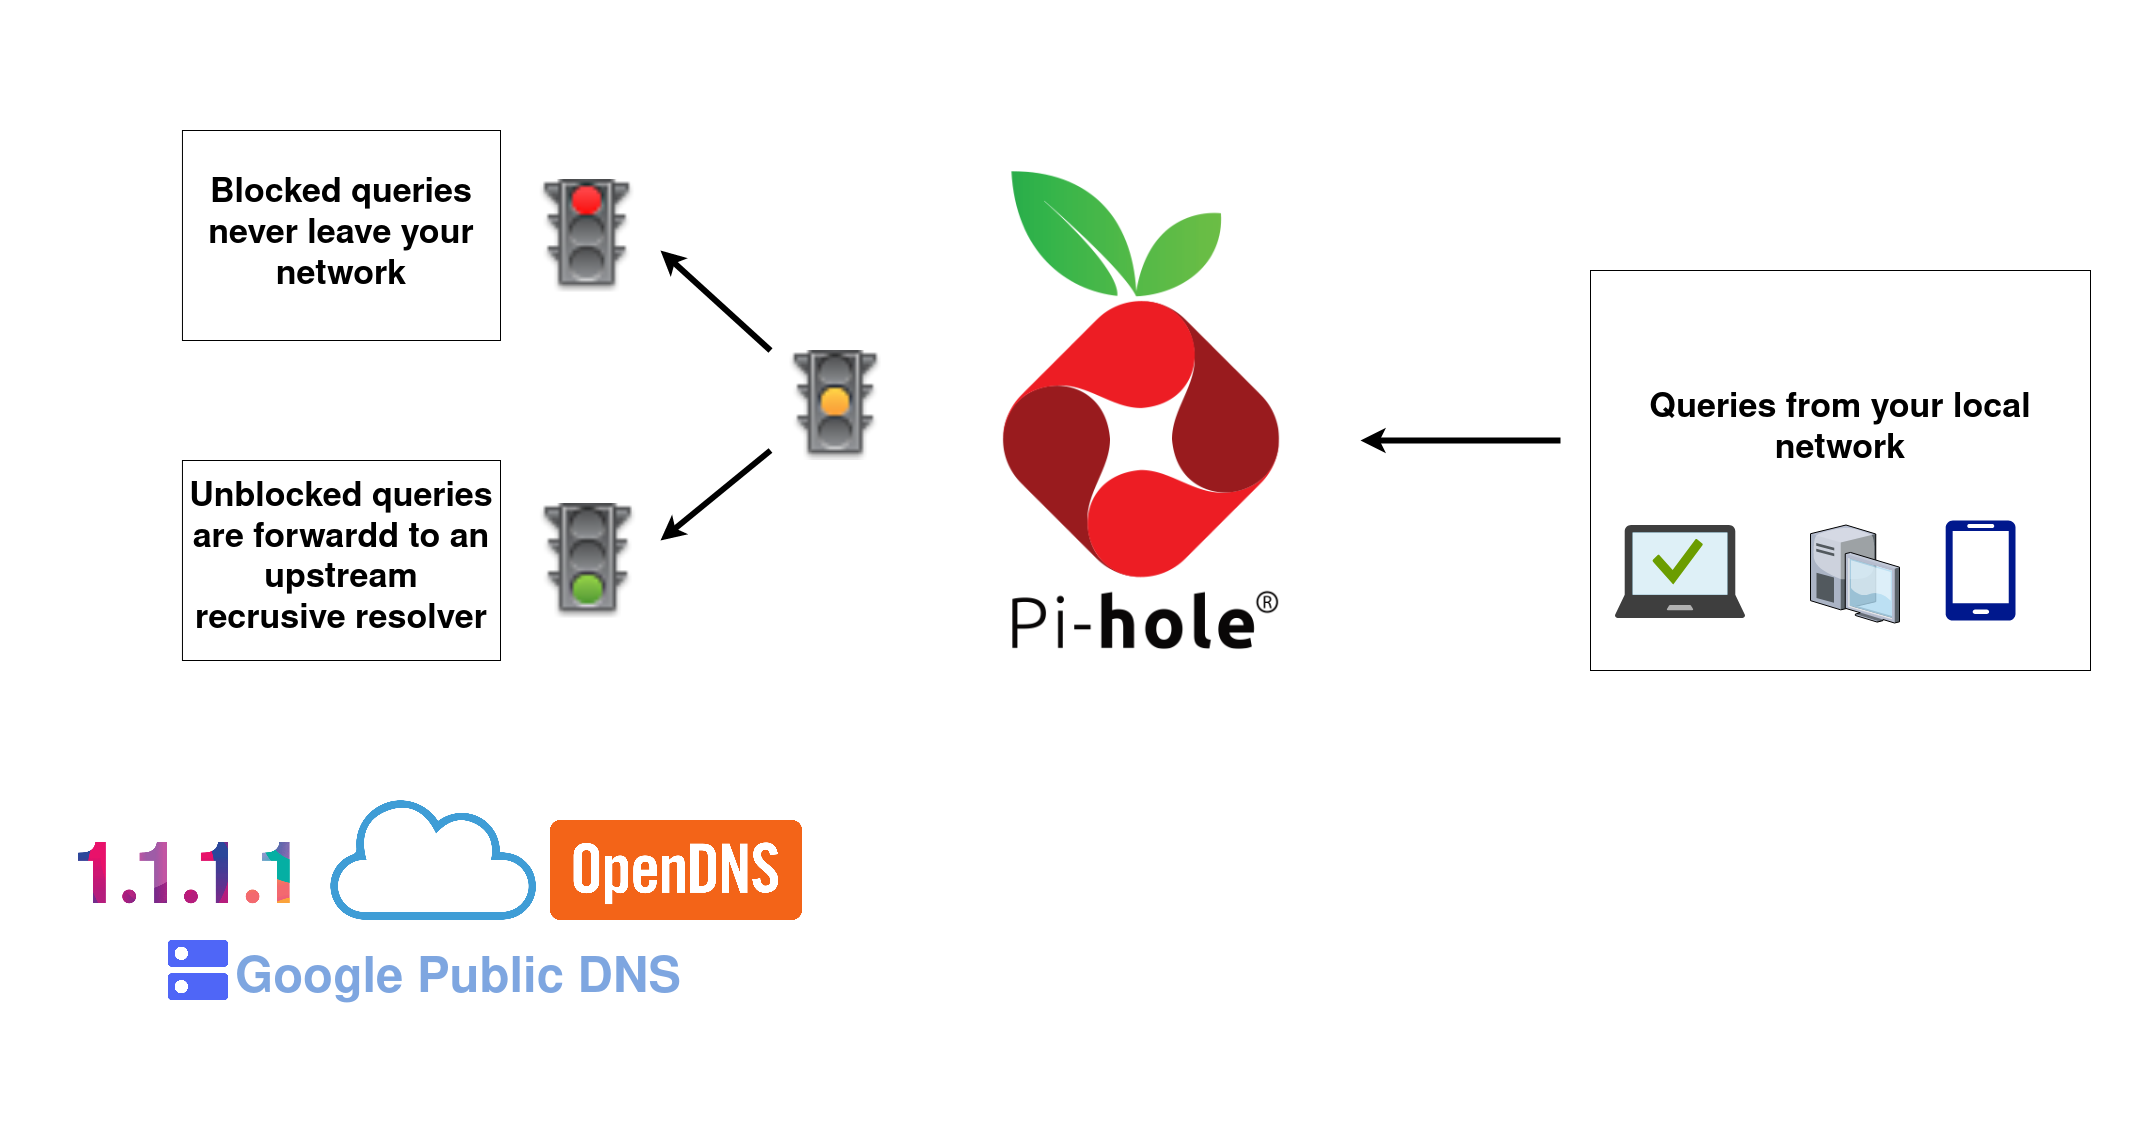 Blocked queries
never leave your
network
Unblocked queries
are forwardd to an
upstream
recrusive resolver
Pi-hole®
Queries from your local
network
1.1.1.1
OpenDNS
Google Public DNS